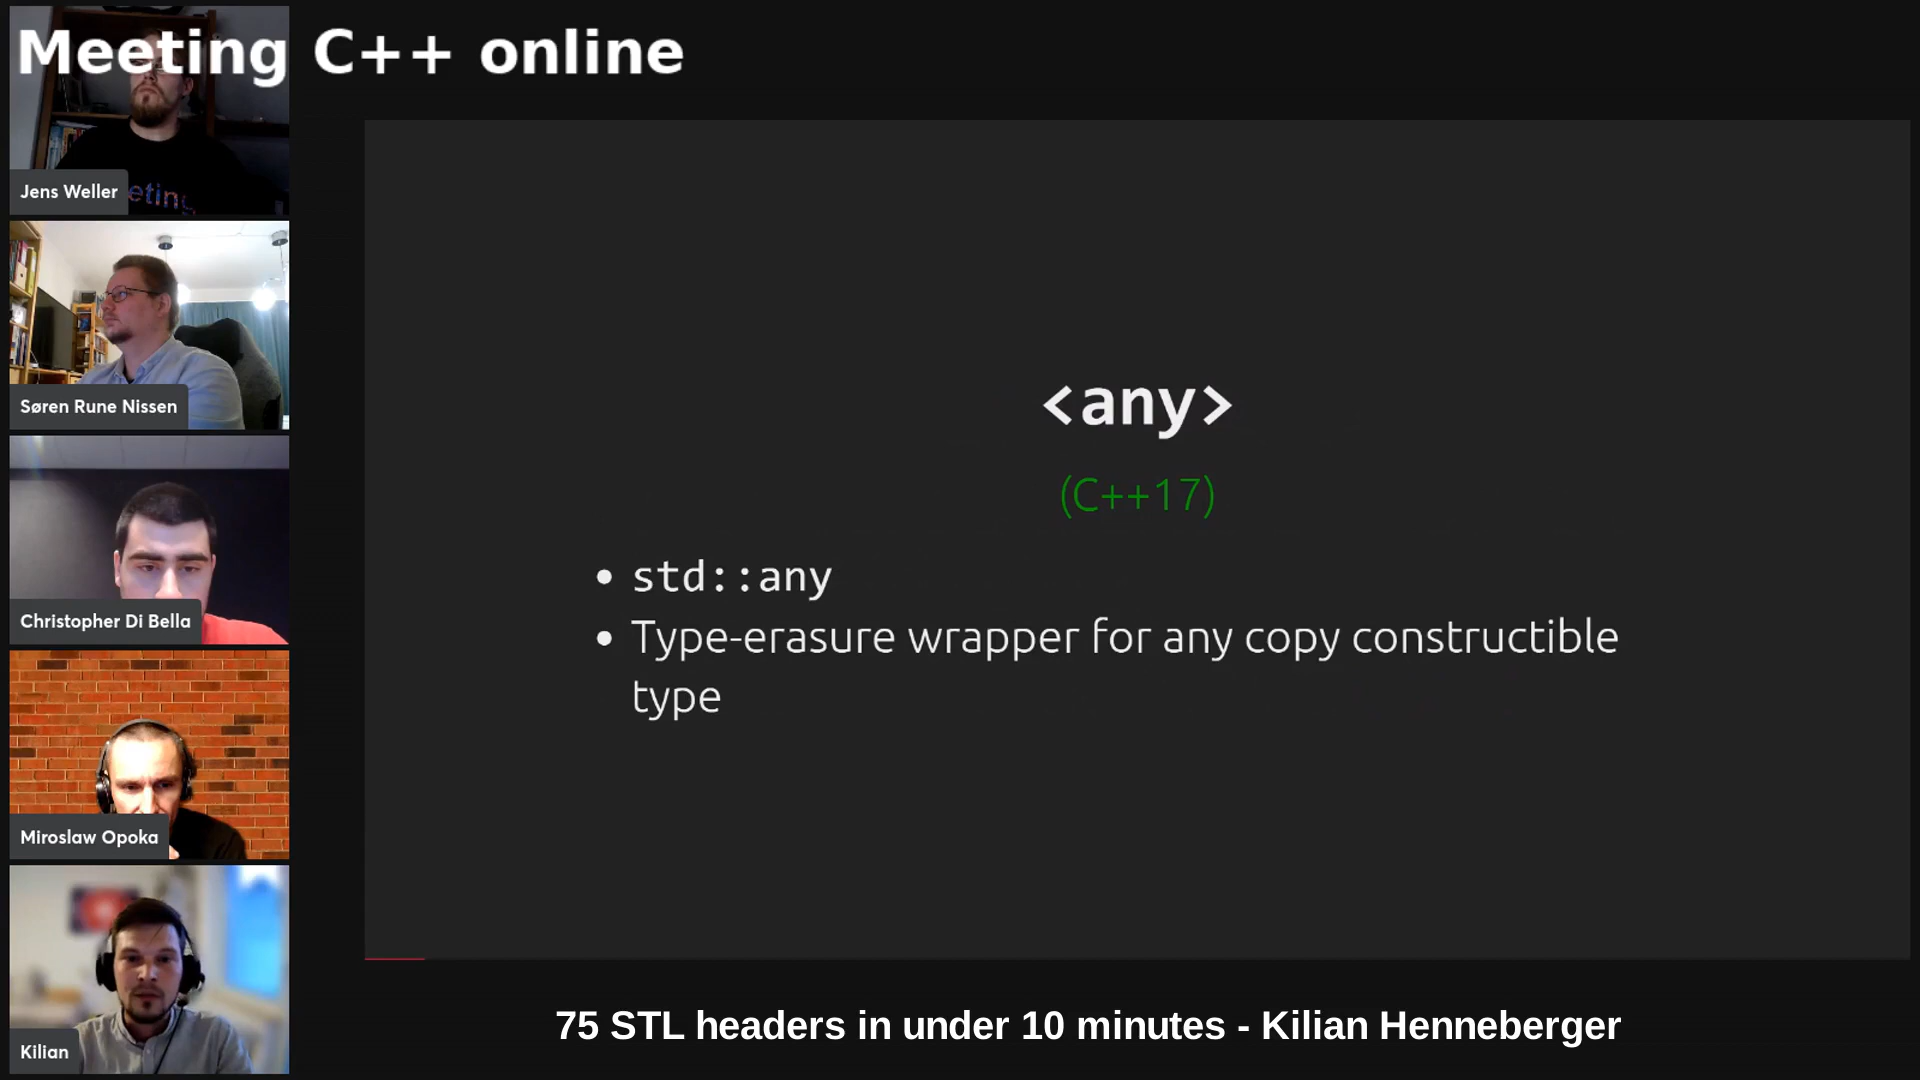 Meeting C++ online
Jens Weller
eting
Søren Rune Nissen
Christopher Di Bella
Miroslaw Opoka
Kilian
<any>
(C++17)
• std::any
• Type-erasure wrapper for any copy constructible
type
75 STL headers in under 10 minutes - Kilian Henneberger